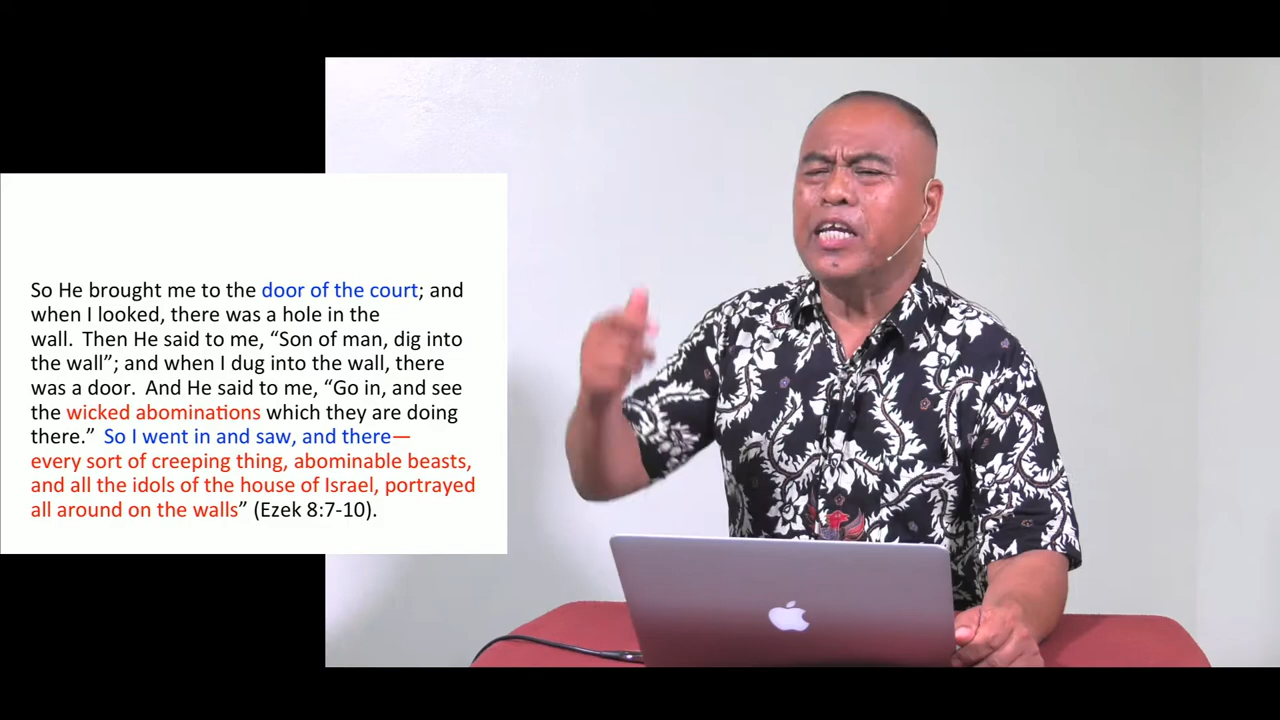 So He brought me to the door of the court; and
when I looked, there was a hole in the
wall.  Then He said to me, “Son of man, dig into
the wall”; and when I dug into the wall, there
was a door.  And He said to me, “Go in, and see
the wicked abominations which they are doing
there.”  So I went in and saw, and there—
every sort of creeping thing, abominable beasts,
and all the idols of the house of Israel, portrayed
all around on the walls” (Ezek 8:7-10).